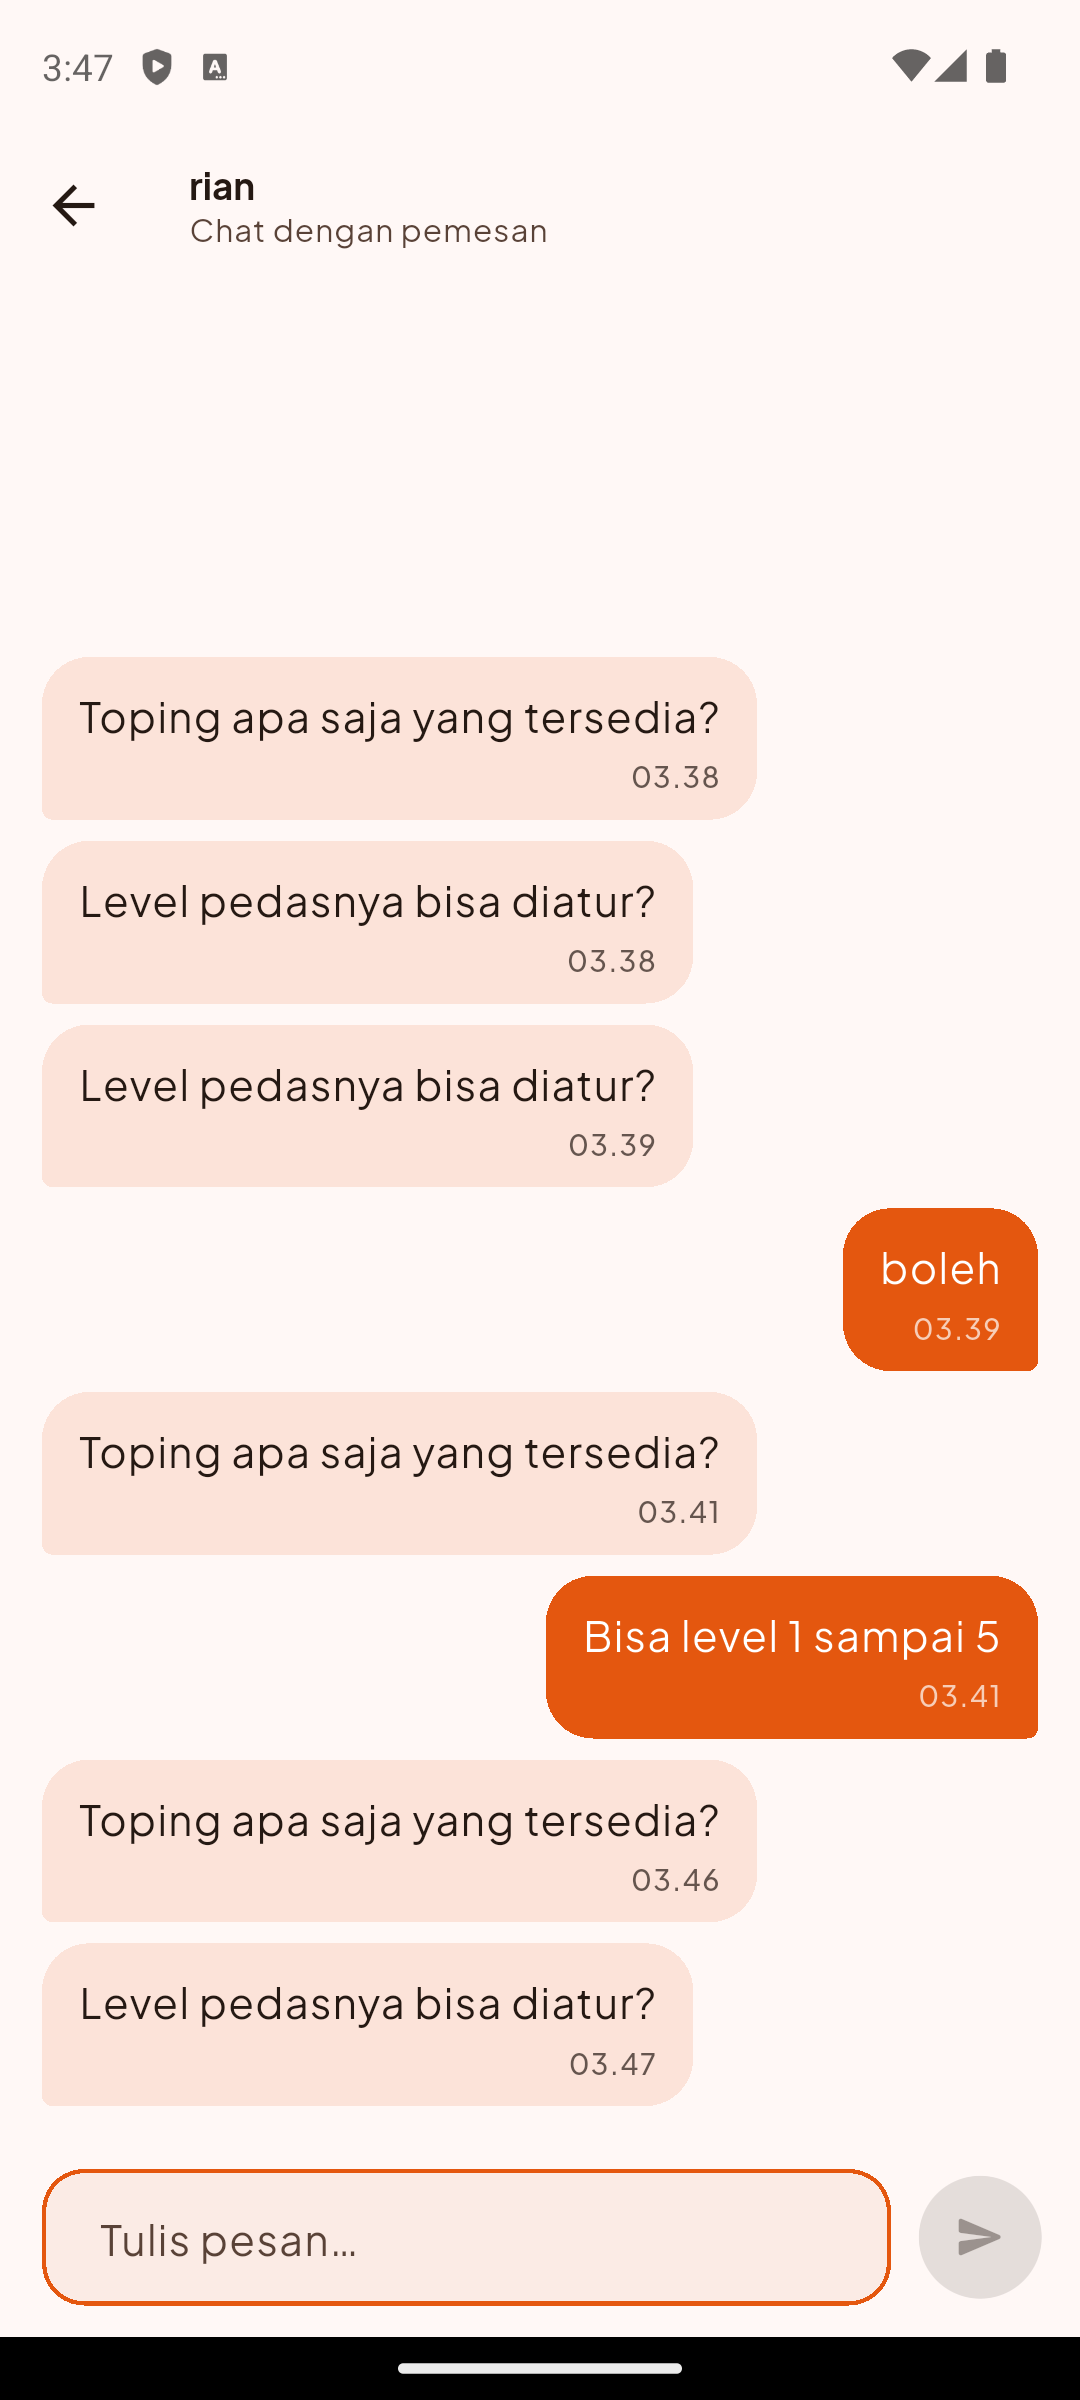 3:47
rian
Chat dengan pemesan
Toping apa saja yang tersedia?
03.38
Level pedasnya bisa diatur?
03.38
Level pedasnya bisa diatur?
03.39
boleh
03.39
Toping apa saja yang tersedia?
03.41
Bisa level 1 sampai 5
03.41
Toping apa saja yang tersedia?
03.46
Level pedasnya bisa diatur?
03.47
Tulis pesan...